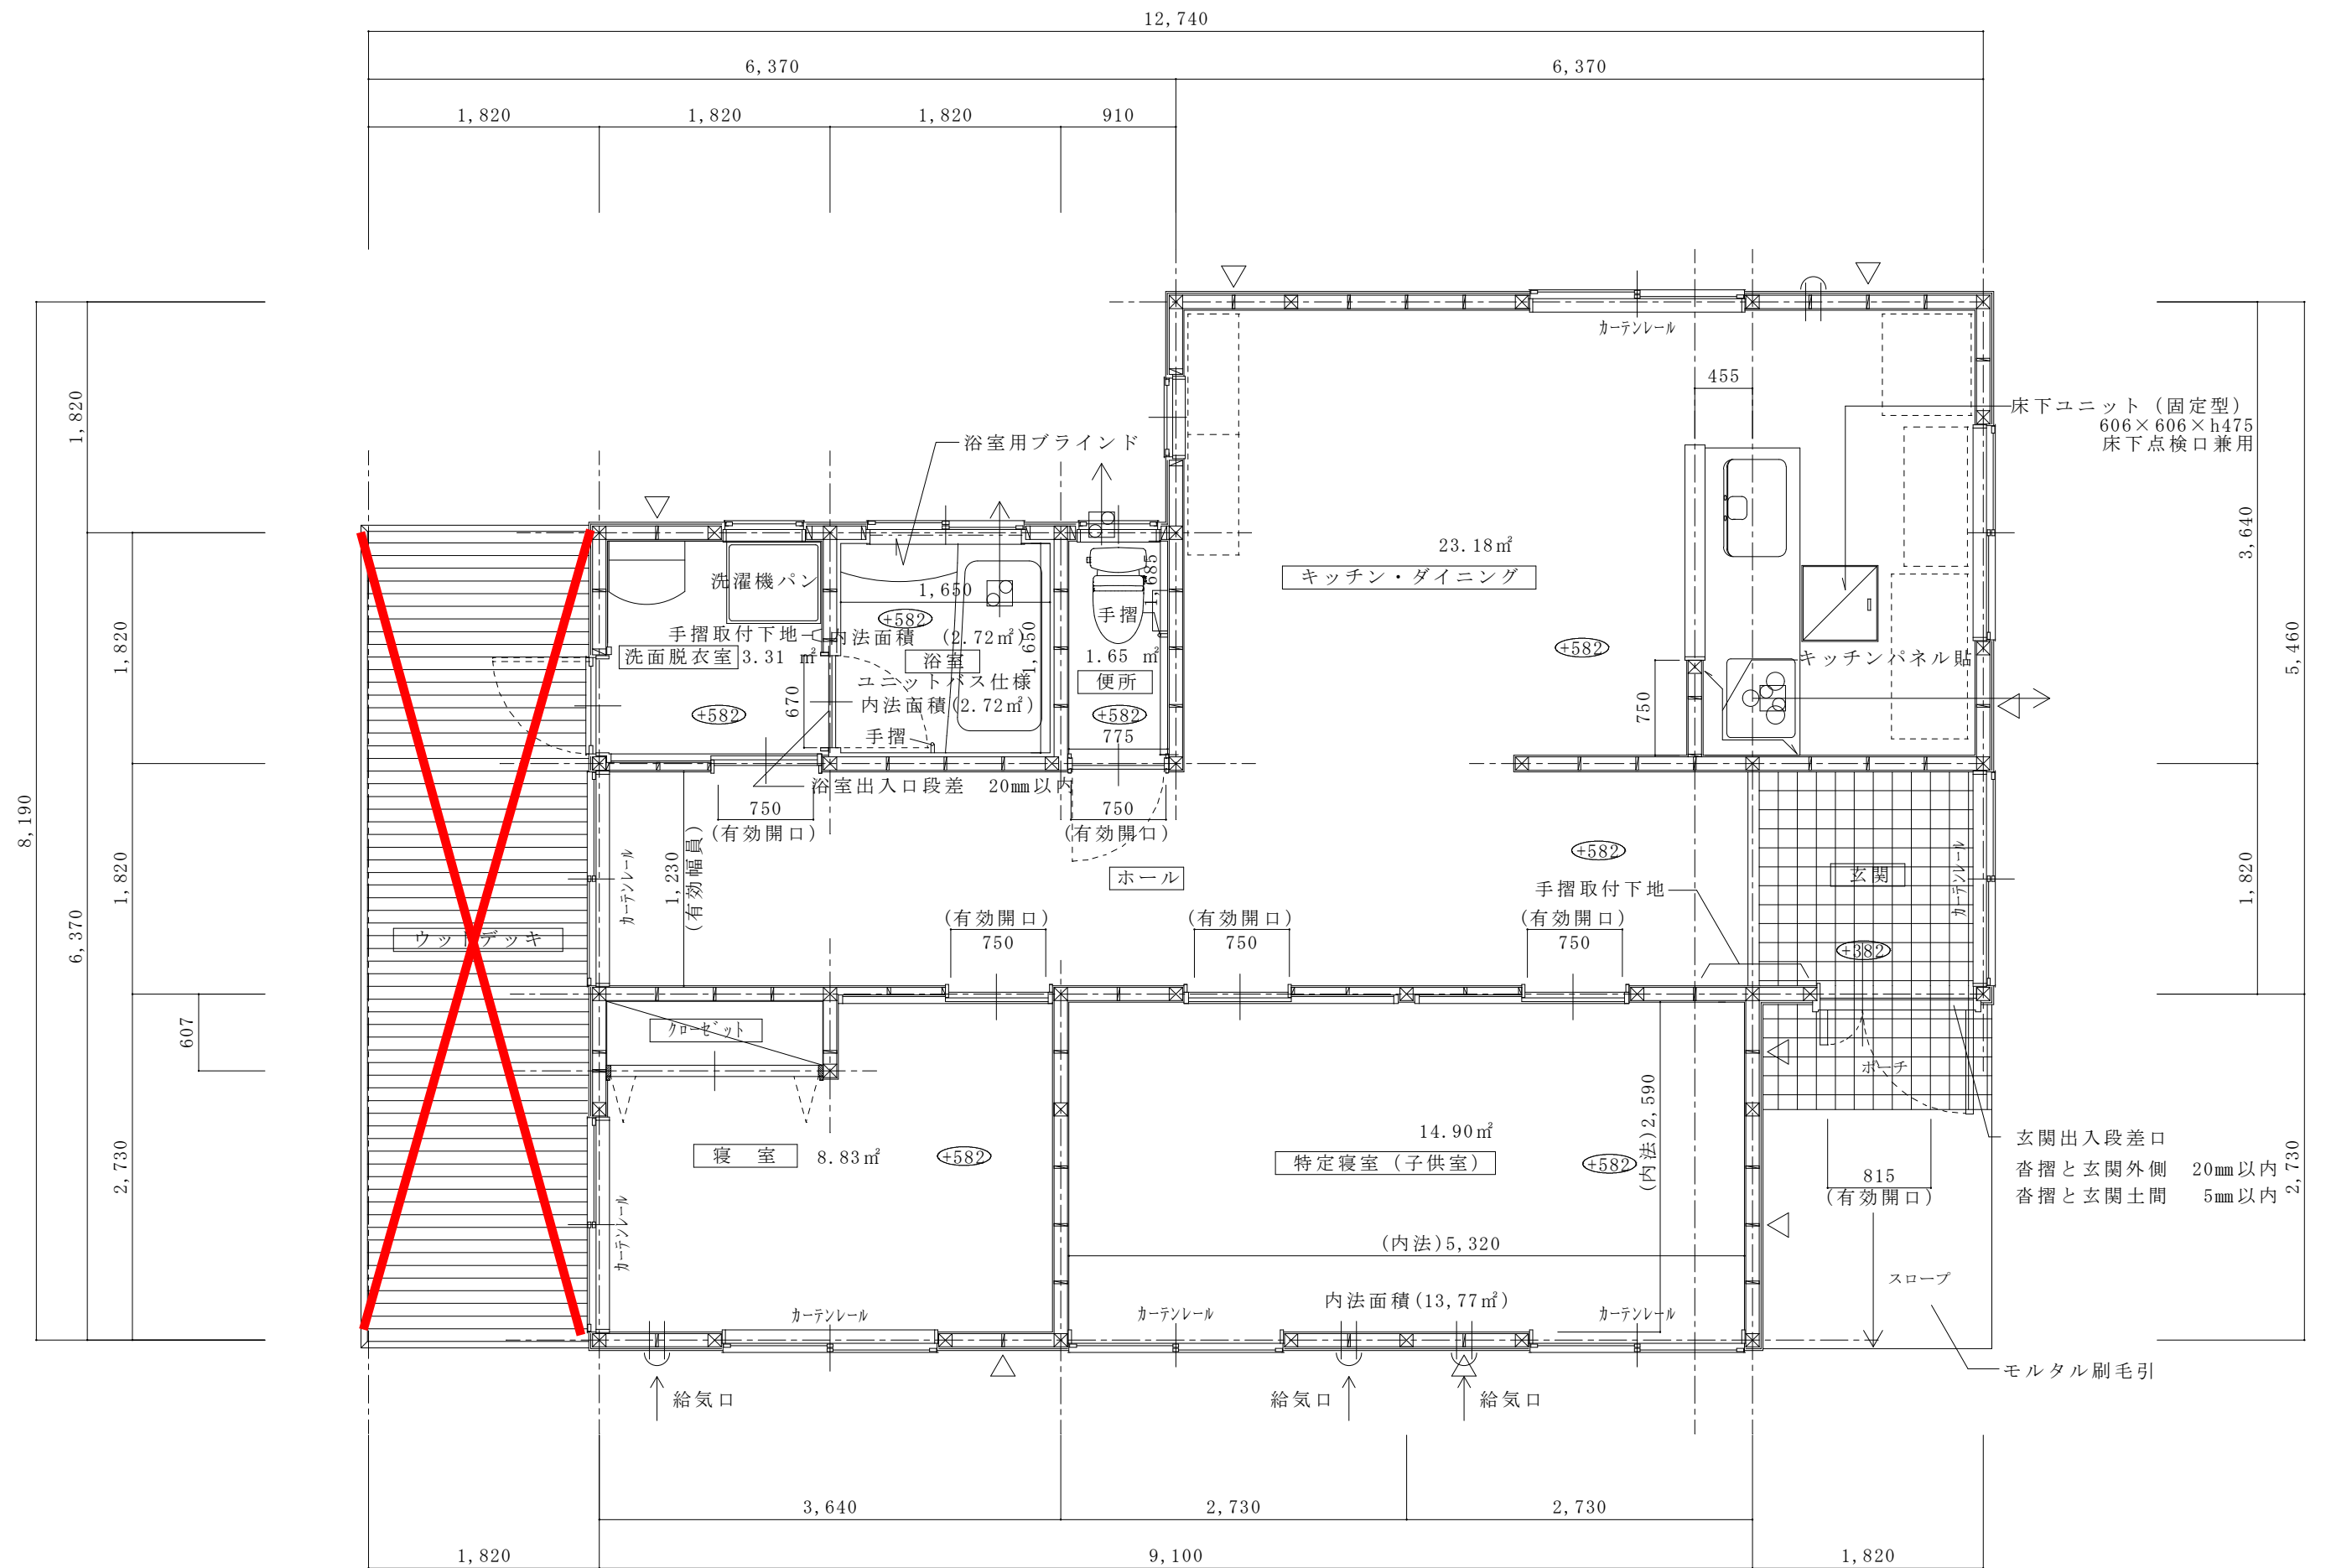 12,740
6,370
6,370
1,820
1,820
1,820
910
カーテンレール
455
床下ユニット（固定型）
606×606×h475
床下点検口兼用
浴室用ブラインド
1,820
8,190
6,370
1,820
1,820
607
2,730
3,640
5,460
1,820
2,730
23.18㎡
キッチン・ダイニング
+582
キッチンパネル貼
750
洗濯機パン
1,650
+582
手摺取付下地
内法面積 (2.72㎡)
洗面脱衣室 3.31 ㎡
浴室
1,650
ユニットバス仕様
内法面積(2.72㎡)
670
+582
手摺
1,685
手摺
1.65 ㎡
便所
+582
775
浴室出入口段差 20㎜以内
750
(有効開口)
750
(有効開口)
1,230
(有効幅員)
カーテンレール
ホール
+582
手摺取付下地
玄関
カーテンレール
+382
ウッドデッキ
(有効開口)
750
(有効開口)
750
(有効開口)
750
クローゼット
ポーチ
寝 室 8.83㎡
+582
カーテンレール
カーテンレール
14.90㎡
特定寝室（子供室）
+582
(内法)2,590
(内法)5,320
内法面積(13,77㎡)
カーテンレール
カーテンレール
815
(有効開口)
玄関出入段差口
沓摺と玄関外側 20㎜以内
沓摺と玄関土間 5㎜以内
スロープ
モルタル刷毛引
給気口
給気口
給気口
3,640
2,730
2,730
1,820
9,100
1,820